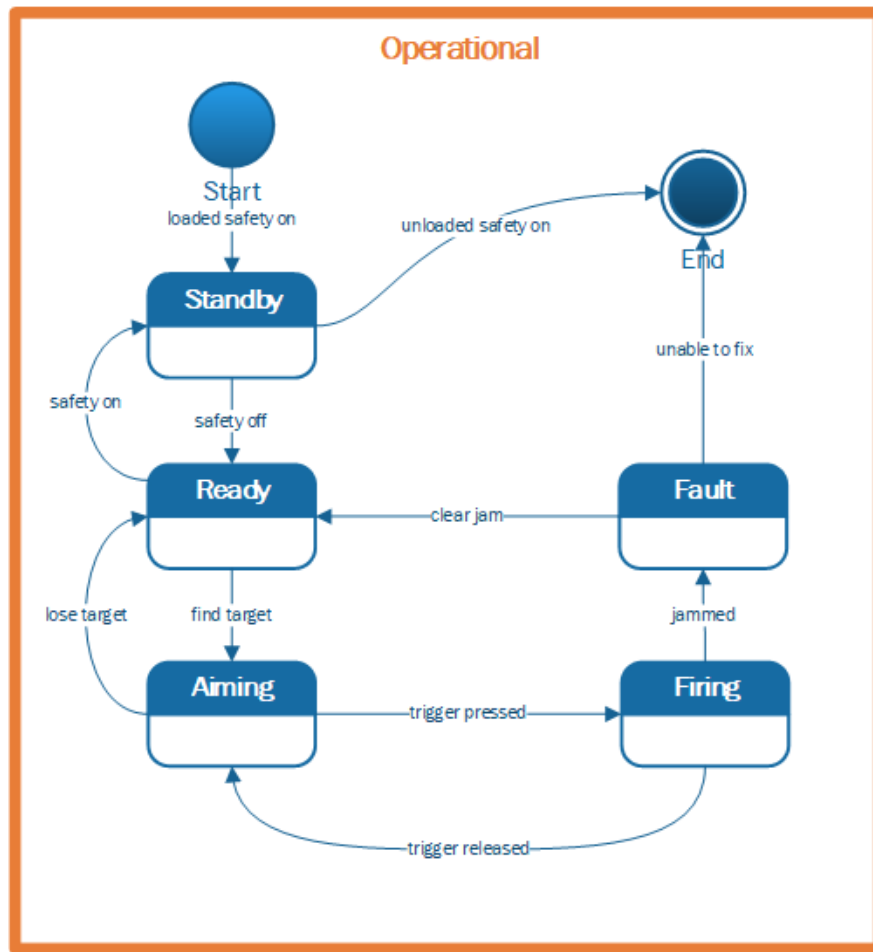 Operational
Start
loaded safety on
unloaded safety on
End
Standby
unable to fix
safety on
safety off
Ready
Fault
clear jam
lose target
find target
jammed
Aiming
Firing
trigger pressed
trigger released